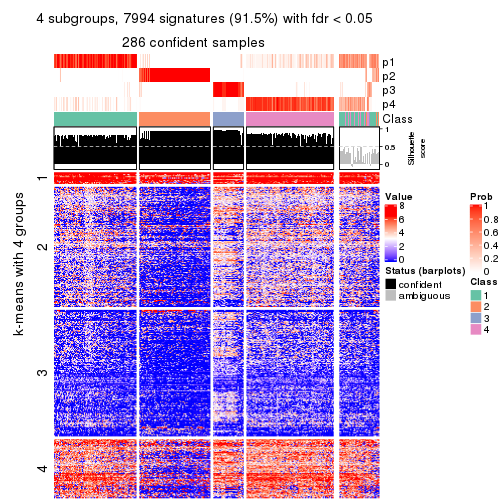 4 subgroups, 7994 signatures (91.5%) with fdr < 0.05
286 confident samples
p1
p2
p3
p4
Class
1
0.5
0
Silhouette
score
k-means with 4 groups
1
2
3
4
Value
8
6
4
2
0
Status (barplots)
confident
ambiguous
Prob
1
0.8
0.6
0.4
0.2
0
Class
1
2
3
4